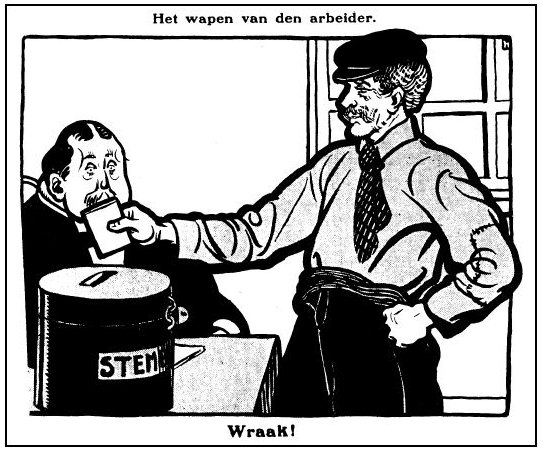 Het wapen van den arbeider.
STEM
Wraak!